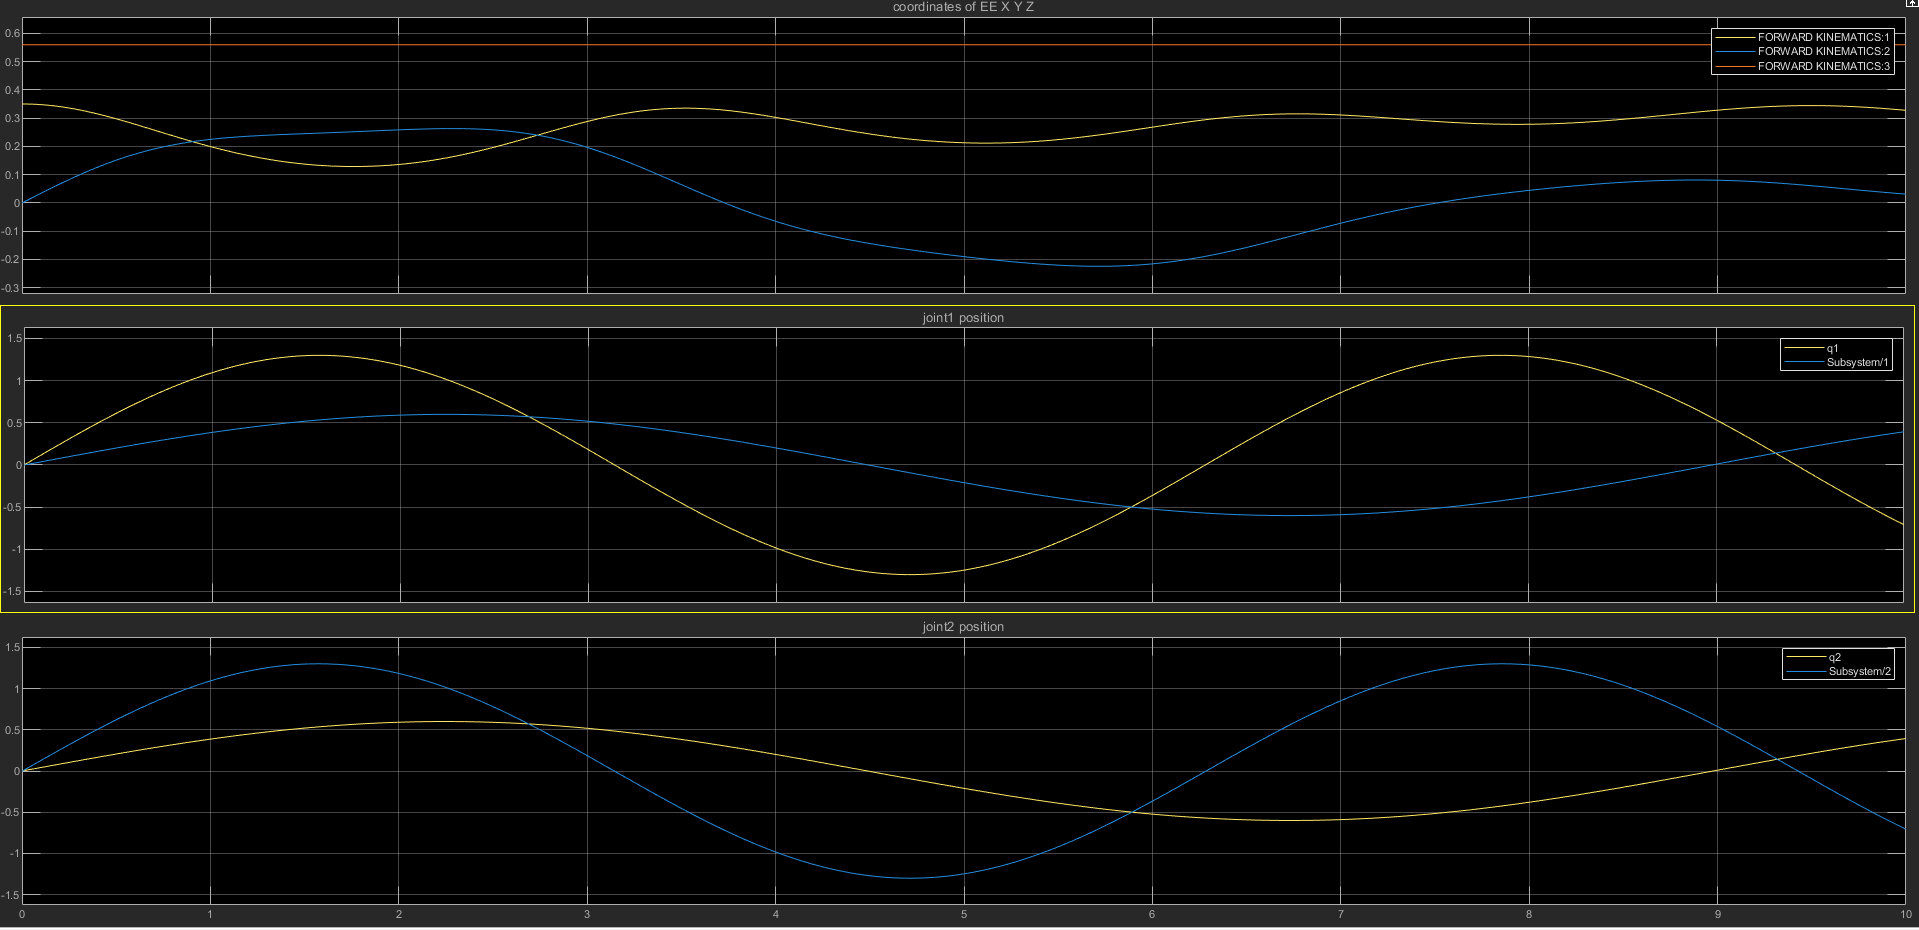 coordinates of EE X Y Z
0.6
0.5
0.4
0.3
0.2
0.1
0
-0.1
-0.2
-0.3
FORWARD KINEMATICS:1
FORWARD KINEMATICS:2
FORWARD KINEMATICS:3
joint1 position
1.5
1
0.5
0
-0.5
-1
-1.5
q1
Subsystem/1
joint2 position
1.5
1
0.5
0
-0.5
-1
-1.5
q2
Subsystem/2
0 1 2 3 4 5 6 7 8 9 10